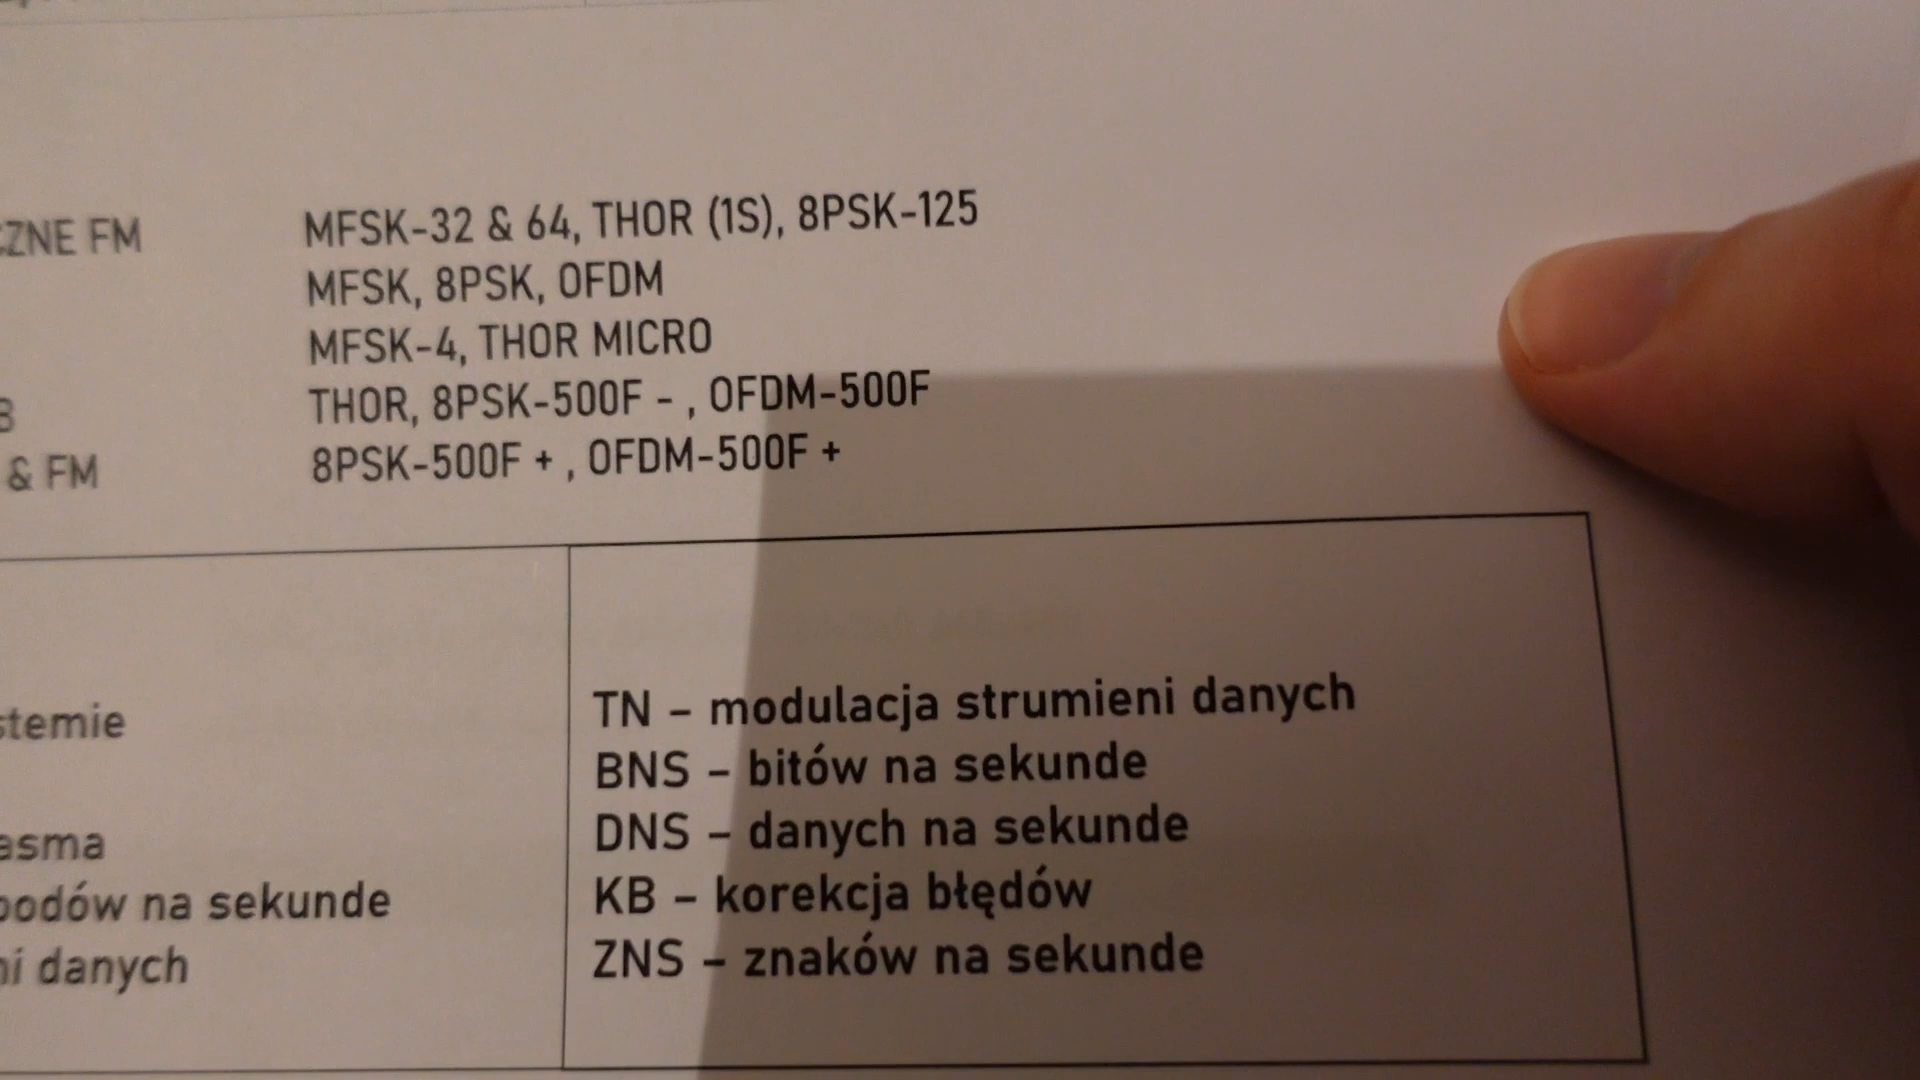 ZNE FM MFSK-32 & 64, THOR (1S), 8PSK-125
MFSK, 8PSK, OFDM
MFSK-4, THOR MICRO
B THOR, 8PSK-500F - , OFDM-500F
& FM 8PSK-500F + , OFDM-500F +
stemie
asma
bodów na sekunde
ni danych
TN – modulacja strumieni danych
BNS – bitów na sekunde
DNS – danych na sekunde
KB – korekcja błędów
ZNS – znaków na sekunde